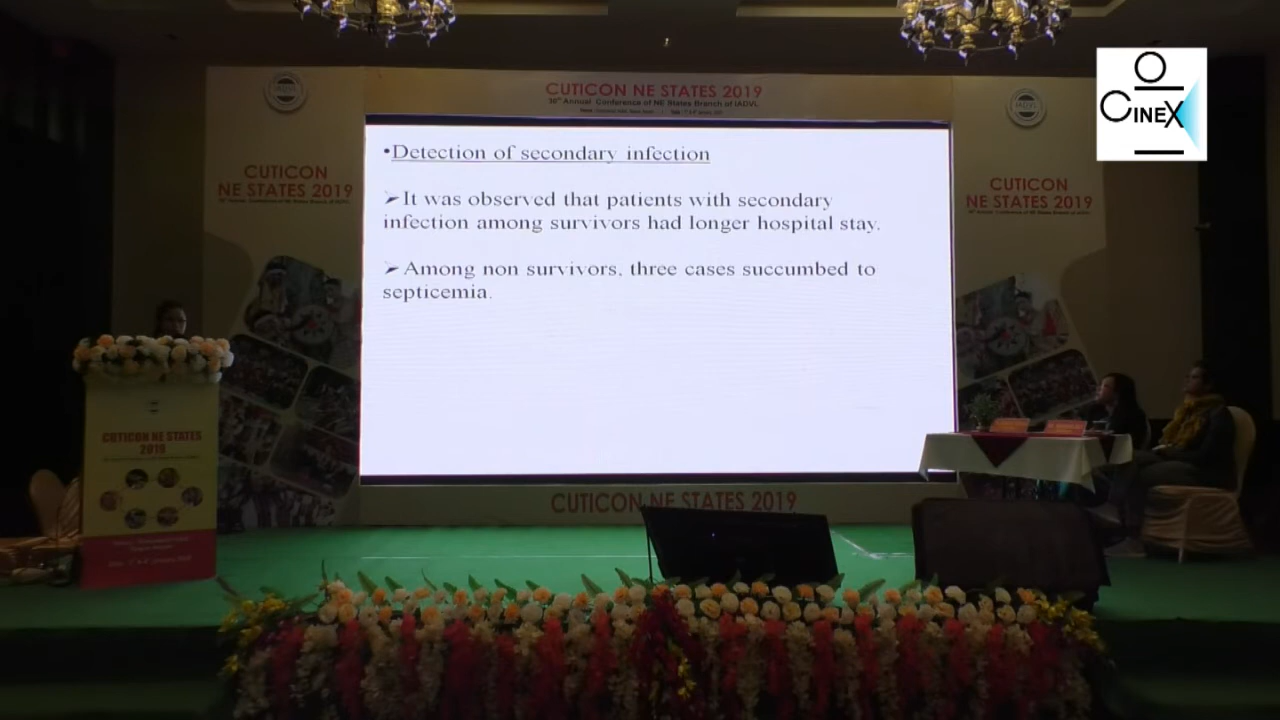 CUTICON NE STATES 2019
38th Annual Conference of NE States Branch of IADVL
CINEX
•Detection of secondary infection
➢It was observed that patients with secondary
infection among survivors had longer hospital stay.
➢Among non survivors, three cases succumbed to
septicemia.
CUTICON
NE STATES 2019
CUTICON
NE STATES 2019
CUTICON NE STATES
2019
CUTICON NE STATES 2019